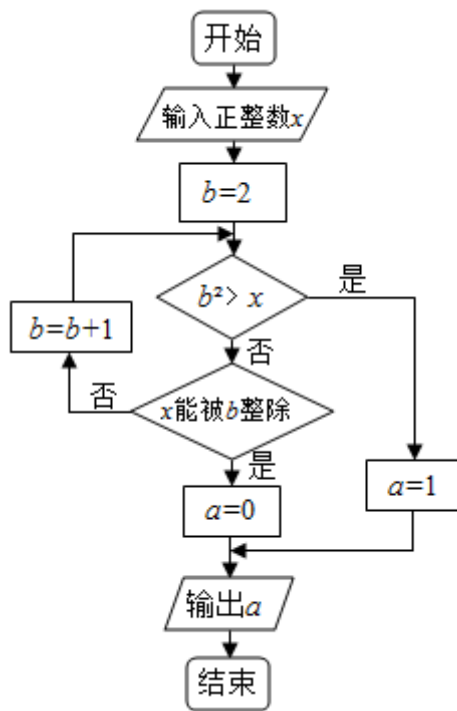 开始
输入正整数x
b=2
b²> x
是
b=b+1
否
否
x能被b整除
是
a=0
a=1
输出a
结束